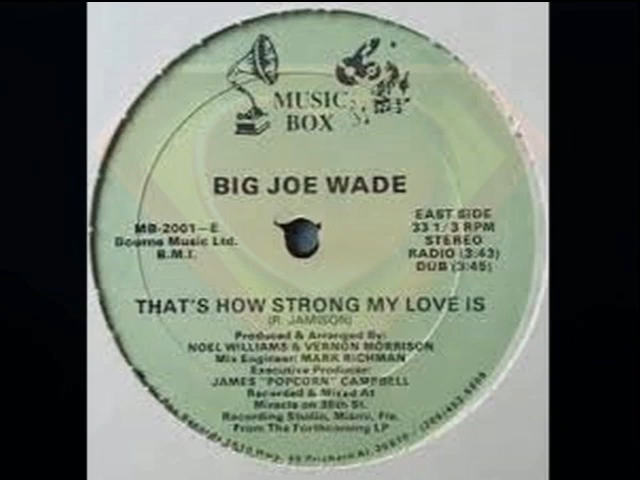 MUSIC
BOX
BIG JOE WADE
MB-2001-E
Bourne Music Ltd.
B.M.I.
EAST SIDE
33 1/3 RPM
STEREO
RADIO (3:43)
DUB (3:45)
THAT'S HOW STRONG MY LOVE IS
(R. JAMISON)
Produced & Arranged By:
NOEL WILLIAMS & VERNON MORRISON
Mix Engineer: MARK RICHMAN
Executive Producer:
JAMES "POPCORN" CAMPBELL
Recorded & Mixed At
Miracle on 38th St.
Recording Studio, Miami, Fla.
From The Forthcoming LP